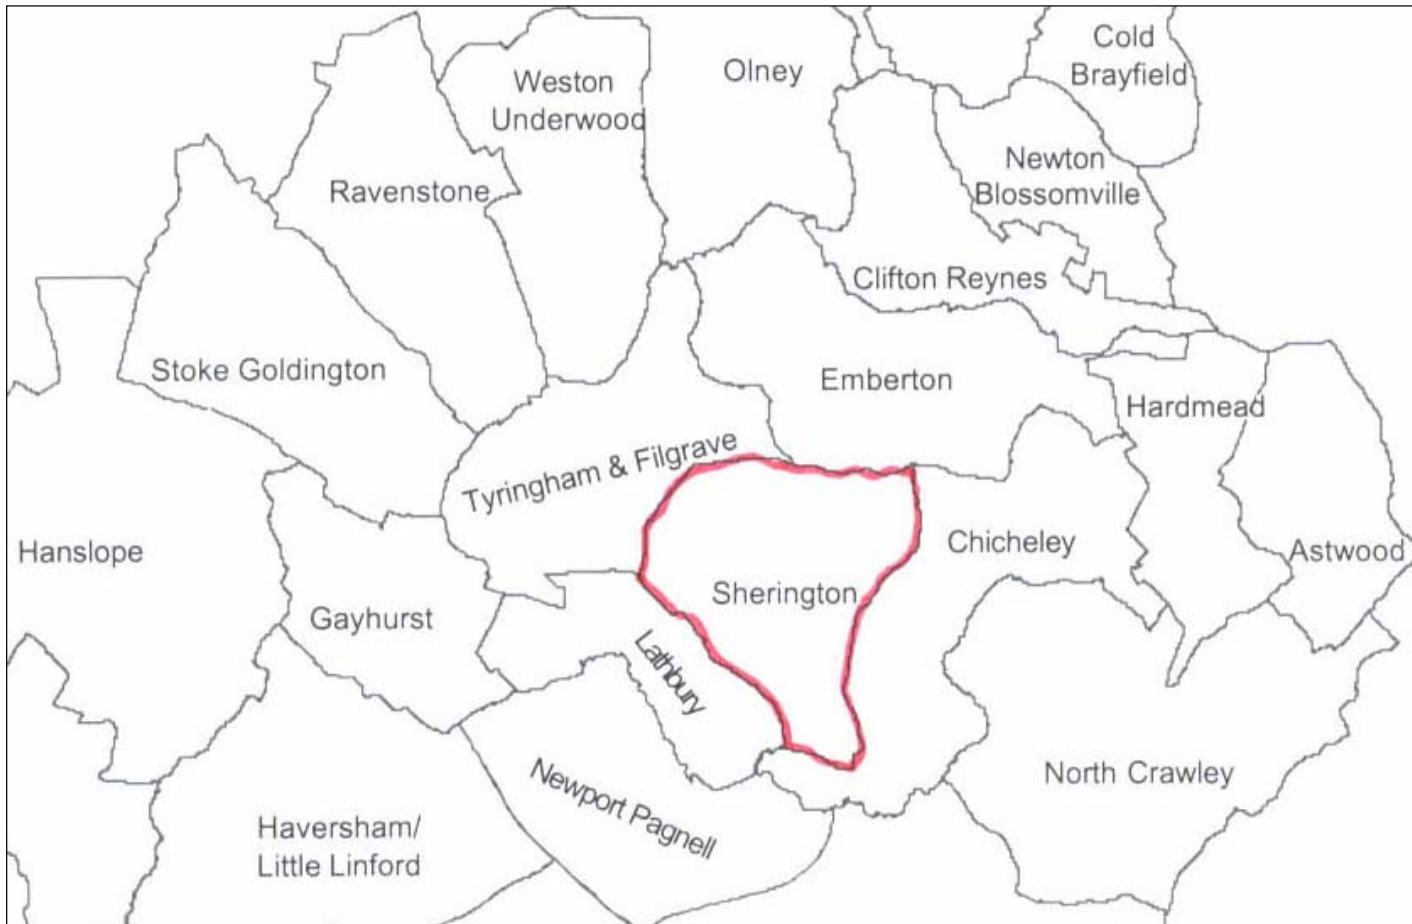 Cold
Brayfield
Olney
Weston
Underwood
Newton
Blossomville
Ravenstone
Clifton Reynes
Stoke Goldington
Emberton
Hardmead
Tyringham & Filgrave
Hanslope
Chicheley
Astwood
Sherington
Gayhurst
Lathbury
North Crawley
Newport Pagnell
Haversham/
Little Linford